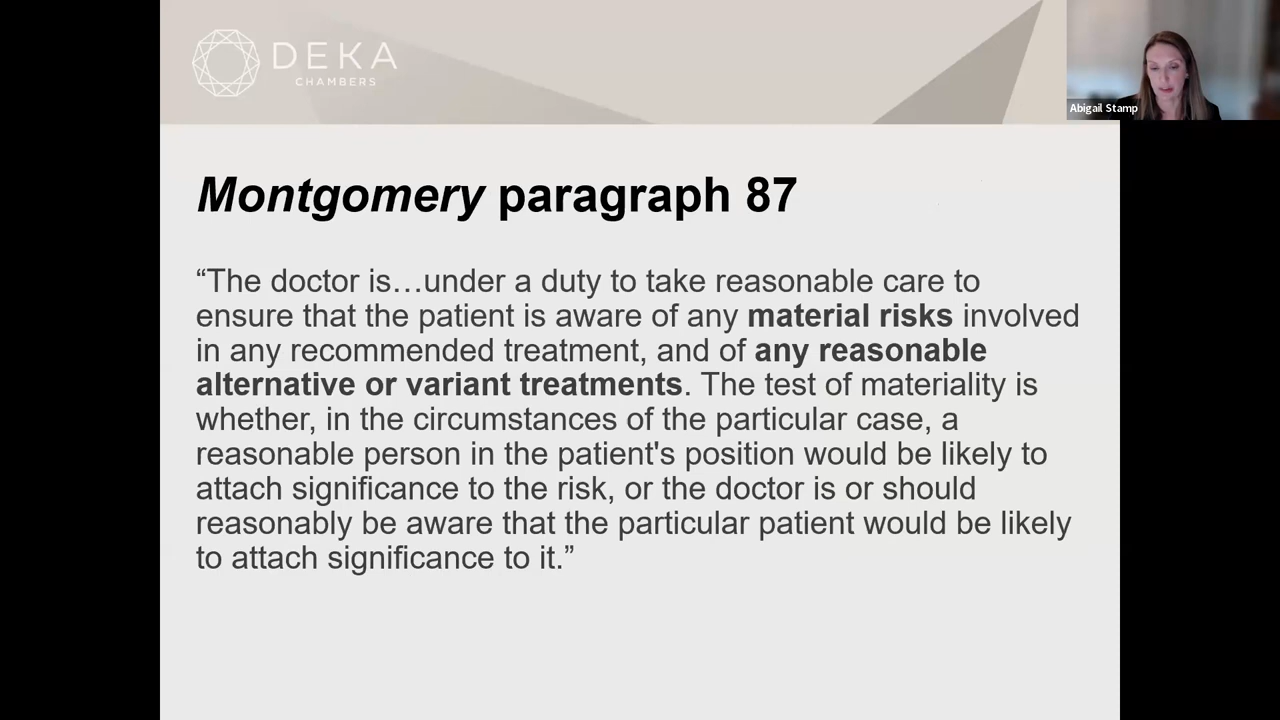 DEKA
CHAMBERS
Abigail Stamp
Montgomery paragraph 87
“The doctor is…under a duty to take reasonable care to
ensure that the patient is aware of any material risks involved
in any recommended treatment, and of any reasonable
alternative or variant treatments. The test of materiality is
whether, in the circumstances of the particular case, a
reasonable person in the patient's position would be likely to
attach significance to the risk, or the doctor is or should
reasonably be aware that the particular patient would be likely
to attach significance to it.”